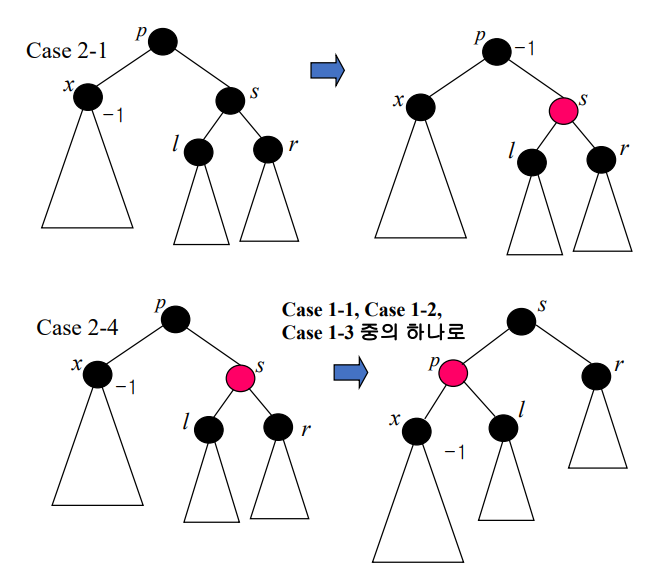 Case 2-1
p
x
-1
s
l
r
p
-1
x
s
l
r
Case 2-4
p
x
-1
s
l
r
Case 1-1, Case 1-2,
Case 1-3 중의 하나로
s
p
r
x
-1
l